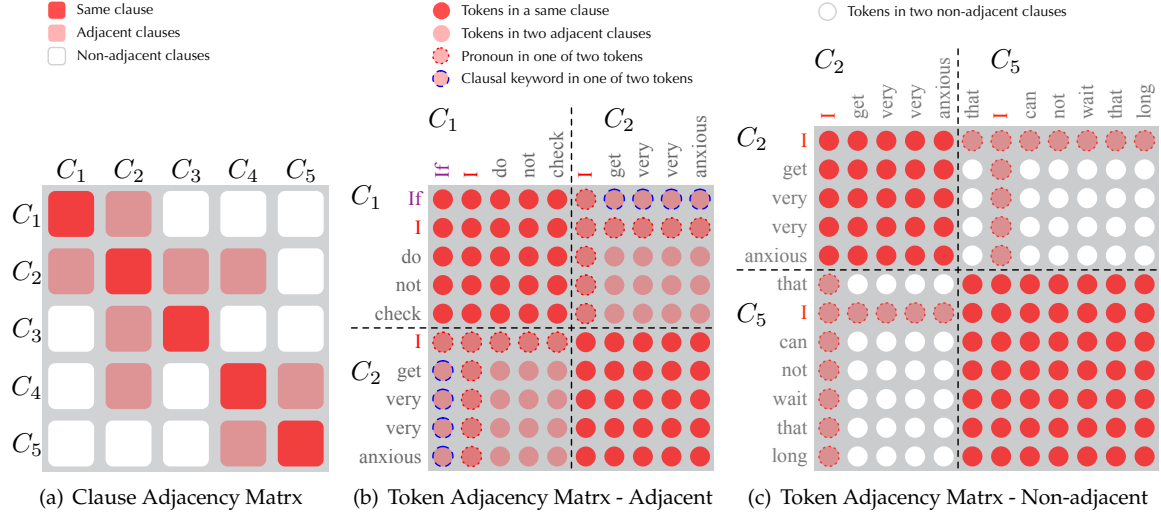 Same clause
Adjacent clauses
Non-adjacent clauses
C1 C2 C3 C4 C5
C1
C2
C3
C4
C5
(a) Clause Adjacency Matrx
Tokens in a same clause
Tokens in two adjacent clauses
Pronoun in one of two tokens
Clausal keyword in one of two tokens
C1 C2
If I do not check I get very very anxious
C1
If
I
do
not
check
I
C2
get
very
very
anxious
(b) Token Adjacency Matrx - Adjacent
Tokens in two non-adjacent clauses
C2 C5
I get very very anxious that I can not wait that long
C2 I
get
very
very
anxious
that
C5 I
can
not
wait
that
long
(c) Token Adjacency Matrx - Non-adjacent